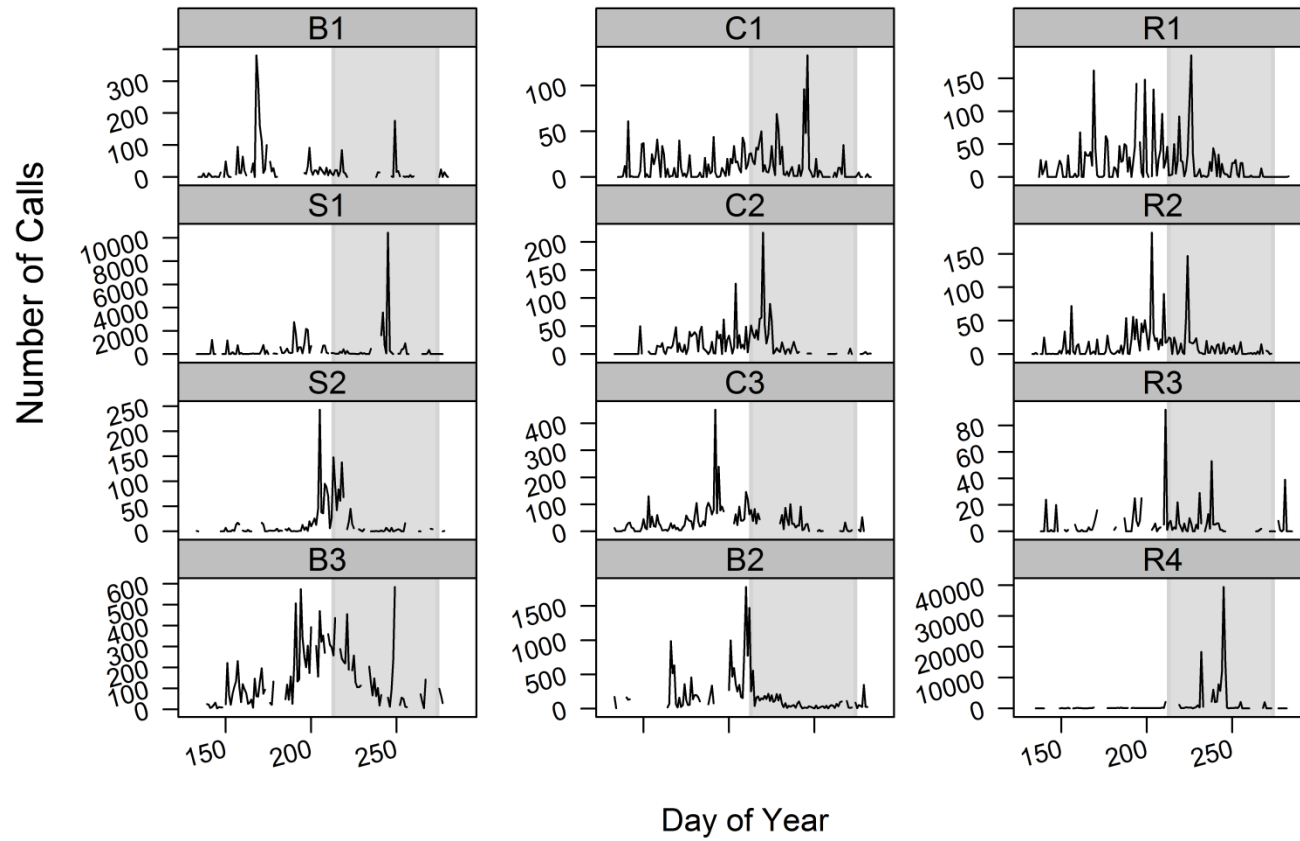 B1 C1 R1
300 100 150
200 100
100 50 50
0 0 0
S1 C2 R2
10000 200 150
8000 150
6000 100
4000 100
2000 50 50
0 0 0
S2 C3 R3
250 400 80
200 300 60
150 200 40
100 100 20
50
0 0 0
B3 B2 R4
600 1500 40000
500 1000 30000
400 20000
300 500 10000
200
100
0 0 0
150 200 250 150 200 250
Number of Calls
Day of Year